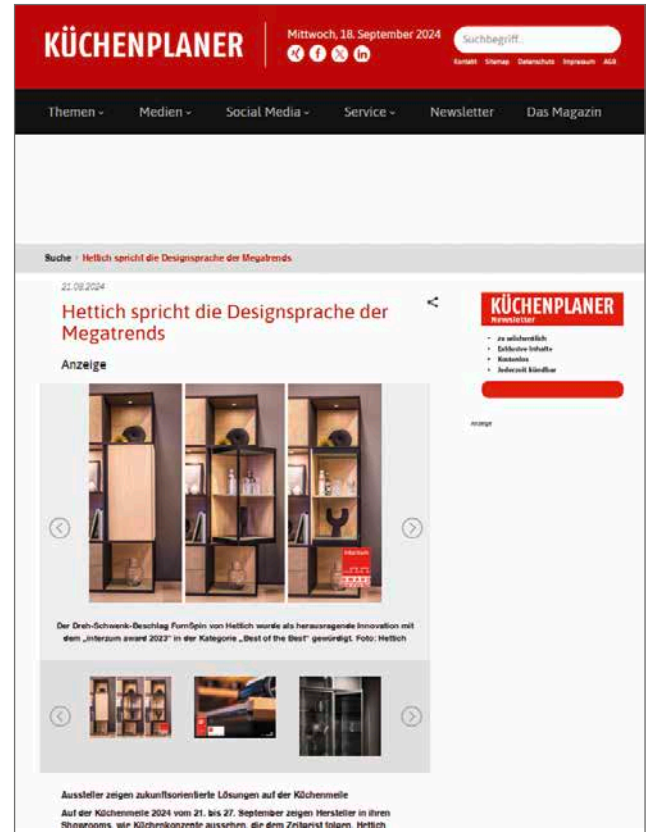 KÜCHENPLANER
Mittwoch, 18. September 2024
Suchbegriff..
Kontakt Sitemap Datenschutz Impressum AGB
Themen Medien Social Media Service Newsletter Das Magazin
Suche Hettich spricht die Designsprache der Megatrends
21.08.2024
Hettich spricht die Designsprache der
Megatrends
Anzeige
Der Dreh-Schwenk-Beschlag FurnSpin von Hettich wurde als herausragende Innovation mit
dem „interzum award 2023“ in der Kategorie „Best of the Best“ gewürdigt. Foto: Hettich
Aussteller zeigen zukunftsorientierte Lösungen auf der Küchenmeile
Auf der Küchenmeile 2024 vom 21. bis 27. September zeigen Hersteller in ihren
Showrooms, wie Küchenkonzepte aussehen, die dem Zeitgeist folgen. Hettich
KÜCHENPLANER
Newsletter
2x wöchentlich
Exklusive Inhalte
Kostenlos
Jederzeit kündbar
Anzeige